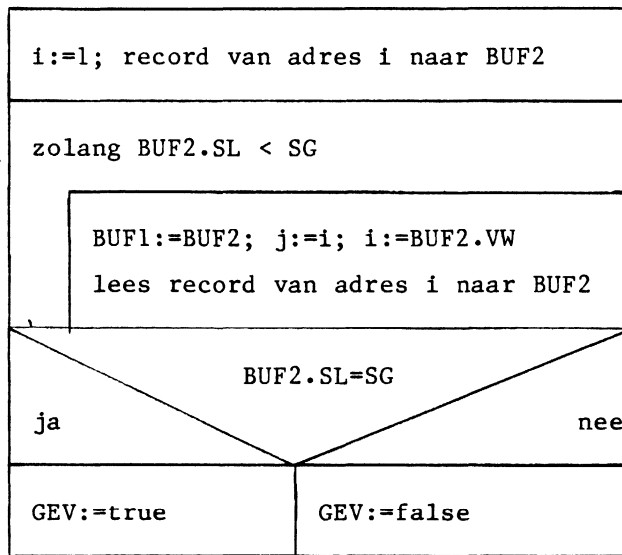 i:=1; record van adres i naar BUF2
zolang BUF2.SL < SG
BUF1:=BUF2; j:=i; i:=BUF2.VW
lees record van adres i naar BUF2
BUF2.SL=SG
ja
nee
GEV:=true
GEV:=false